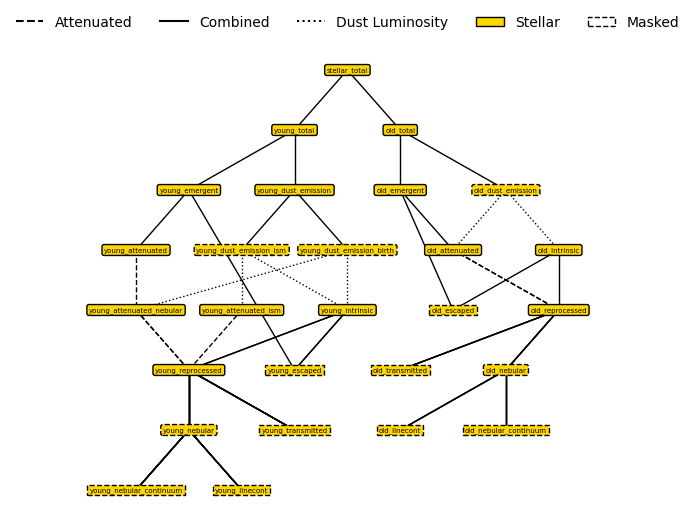 Attenuated Combined Dust Luminosity Stellar Masked
stellar_total
young_total old_total
young_emergent young_dust_emission old_emergent old_dust_emission
young_attenuated young_dust_emission_ism young_dust_emission_birth old_attenuated old_intrinsic
young_attenuated_nebular young_attenuated_ism young_intrinsic old_escaped old_reprocessed
young_reprocessed young_escaped old_transmitted old_nebular
young_nebular young_transmitted old_linecont old_nebular_continuum
young_nebular_continuum young_linecont